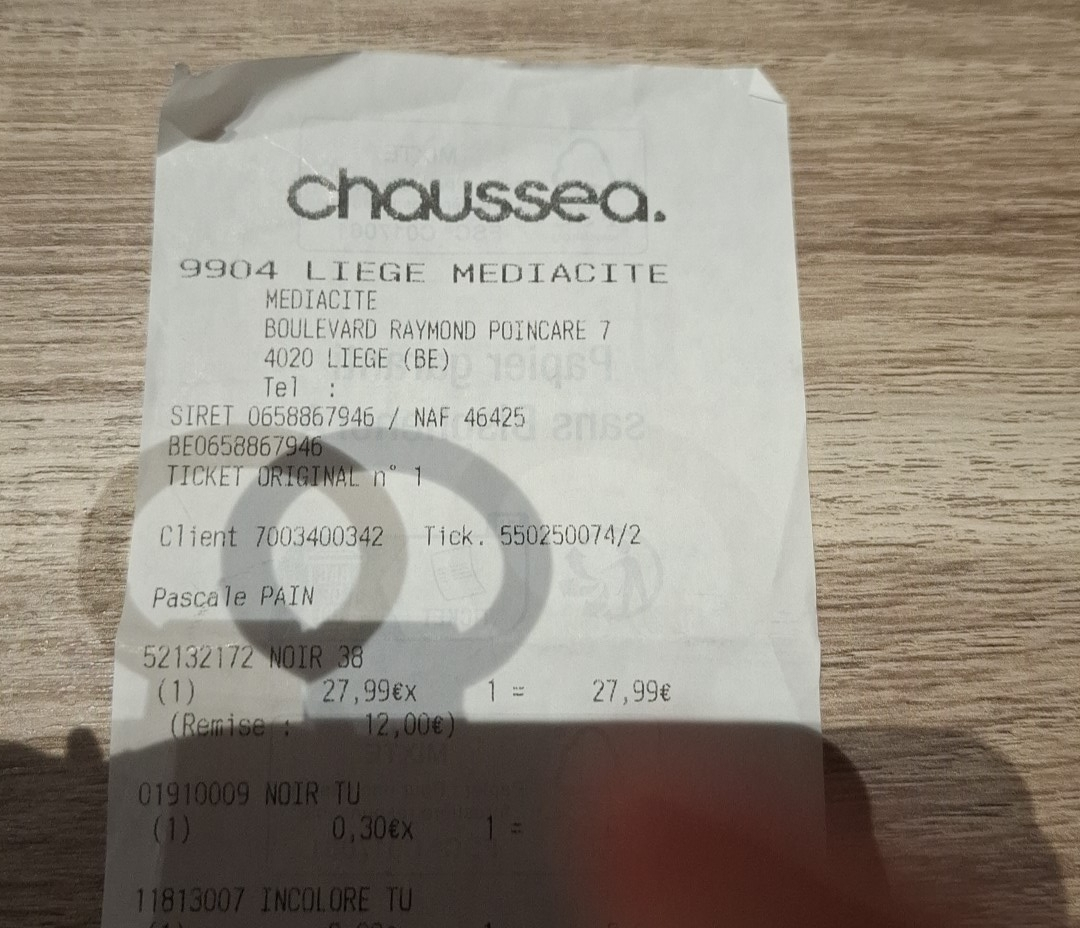 chaussea.
9904 LIEGE MEDIACITE
MEDIACITE
BOULEVARD RAYMOND POINCARE 7
4020 LIEGE (BE)
Tel :
SIRET 0658867946 / NAF 46425
BE0658867946
TICKET ORIGINAL n° 1
Client 7003400342 Tick. 550250074/2
Pascale PAIN
52132172 NOIR 38
(1) 27,99€x 1 = 27,99€
(Remise : 12,00€)
01910009 NOIR TU
(1) 0,30€x 1 =
11813007 INCOLORE TU